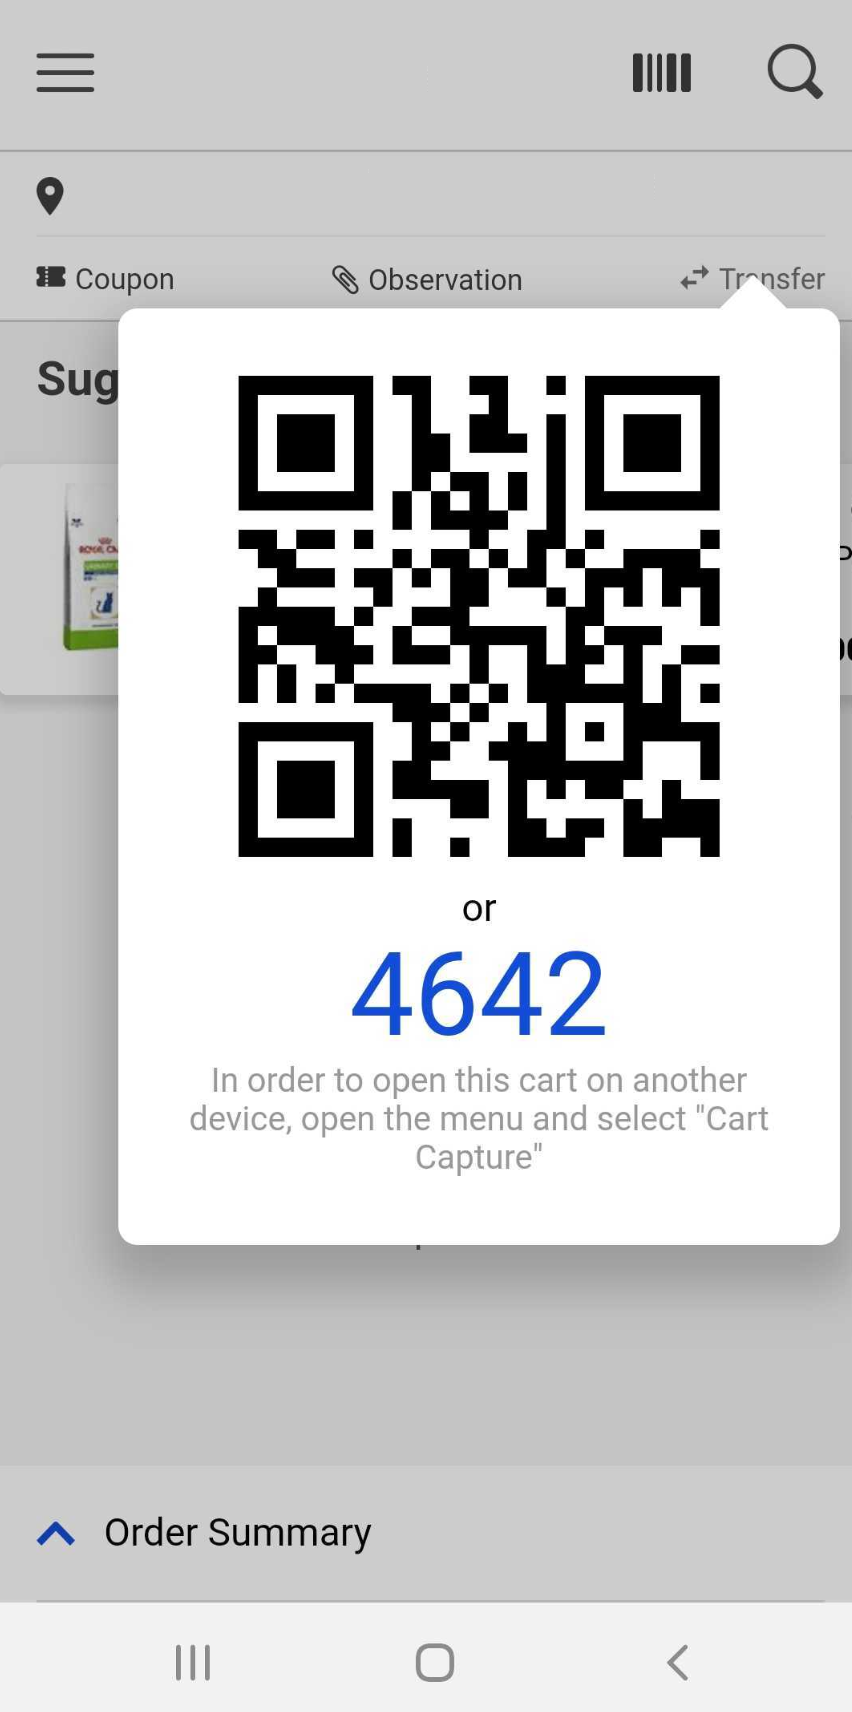 Coupon
Observation
Transfer
Sug
or
4642
In order to open this cart on another
device, open the menu and select "Cart
Capture"
Order Summary